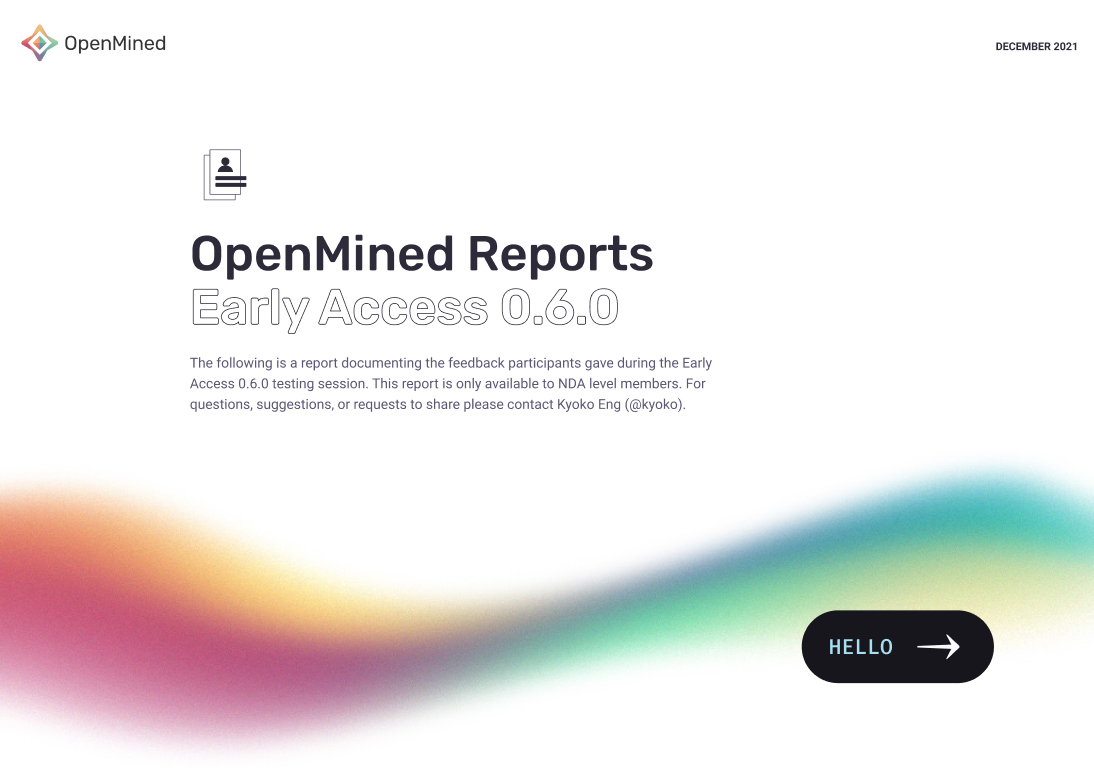 OpenMined
DECEMBER 2021
OpenMined Reports
Early Access 0.6.0
The following is a report documenting the feedback participants gave during the Early
Access 0.6.0 testing session. This report is only available to NDA level members. For
questions, suggestions, or requests to share please contact Kyoko Eng (@kyoko).
HELLO